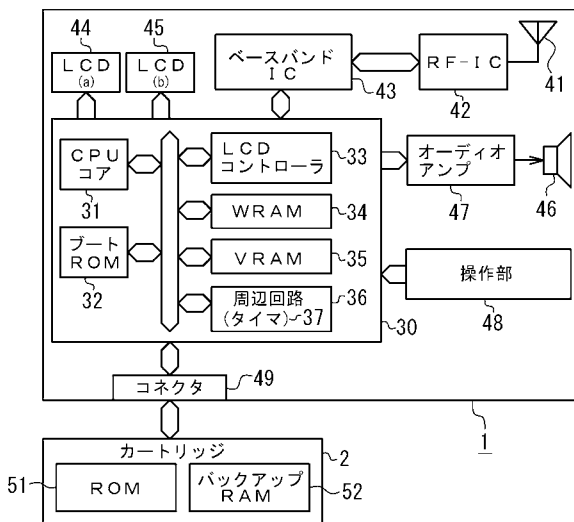 44
45
ＬＣＤ
(a)
ＬＣＤ
(b)
ベースバンド
ＩＣ
43
ＲＦ－ＩＣ
42
41
ＣＰＵ
コア
31
ＬＣＤ
コントローラ
33
オーディオ
アンプ
47
46
ＷＲＡＭ
34
ブート
ＲＯＭ
32
ＶＲＡＭ
35
周辺回路
(タイマ)
37
36
30
操作部
48
コネクタ
49
1
カートリッジ
2
51
ＲＯＭ
バックアップ
ＲＡＭ
52